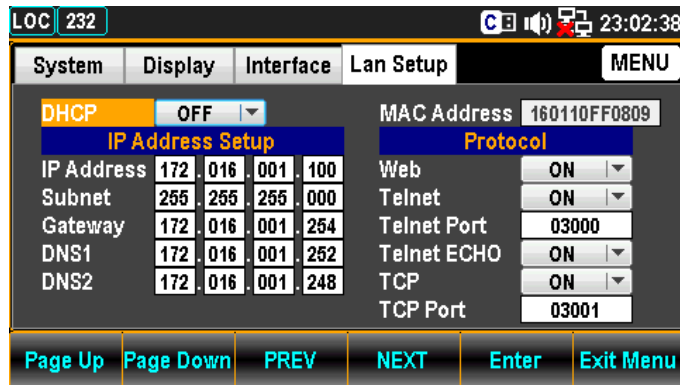 LOC 232 C 23:02:38
System Display Interface Lan Setup MENU
DHCP OFF MAC Address 160110FF0809
IP Address Setup Protocol
IP Address 172.016.001.100 Web ON
Subnet 255.255.255.000 Telnet ON
Gateway 172.016.001.254 Telnet Port 03000
DNS1 172.016.001.252 Telnet ECHO ON
DNS2 172.016.001.248 TCP ON
TCP Port 03001
Page Up Page Down PREV NEXT Enter Exit Menu